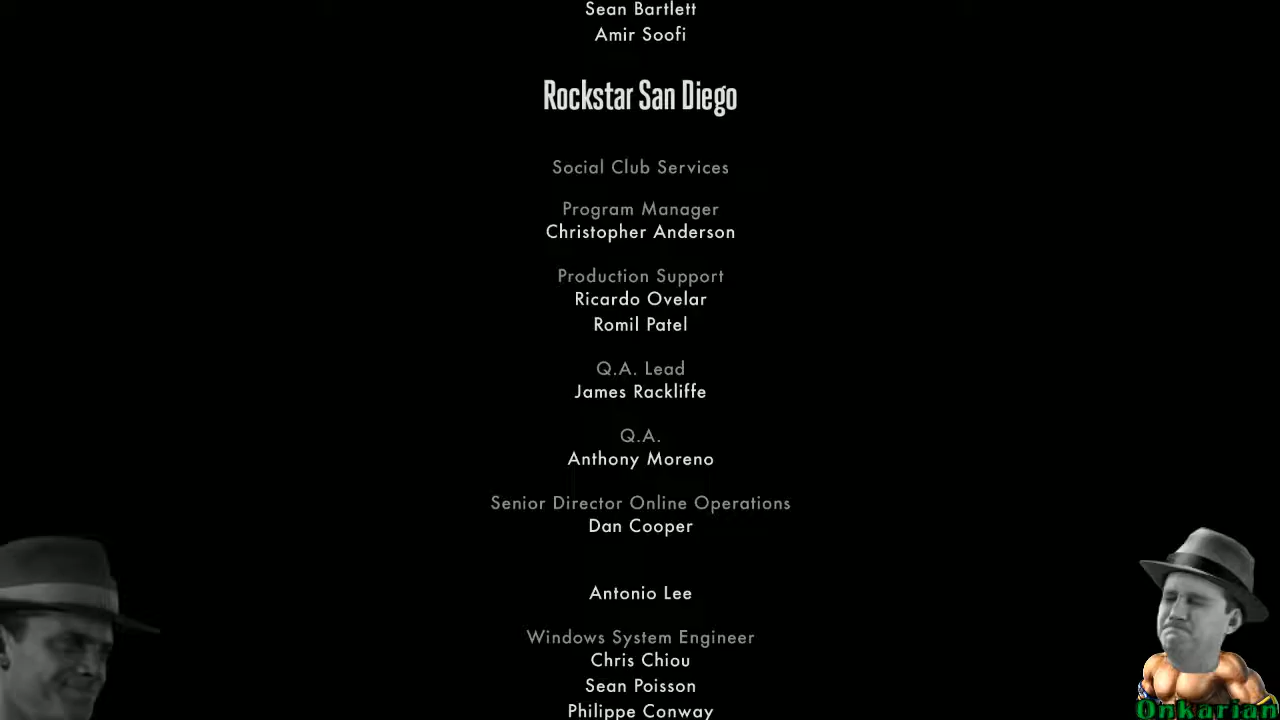 Sean Bartlett
Amir Soofi
Rockstar San Diego
Social Club Services
Program Manager
Christopher Anderson
Production Support
Ricardo Ovelar
Romil Patel
Q.A. Lead
James Rackliffe
Q.A.
Anthony Moreno
Senior Director Online Operations
Dan Cooper
Antonio Lee
Windows System Engineer
Chris Chiou
Sean Poisson
Philippe Conway
Onkarian